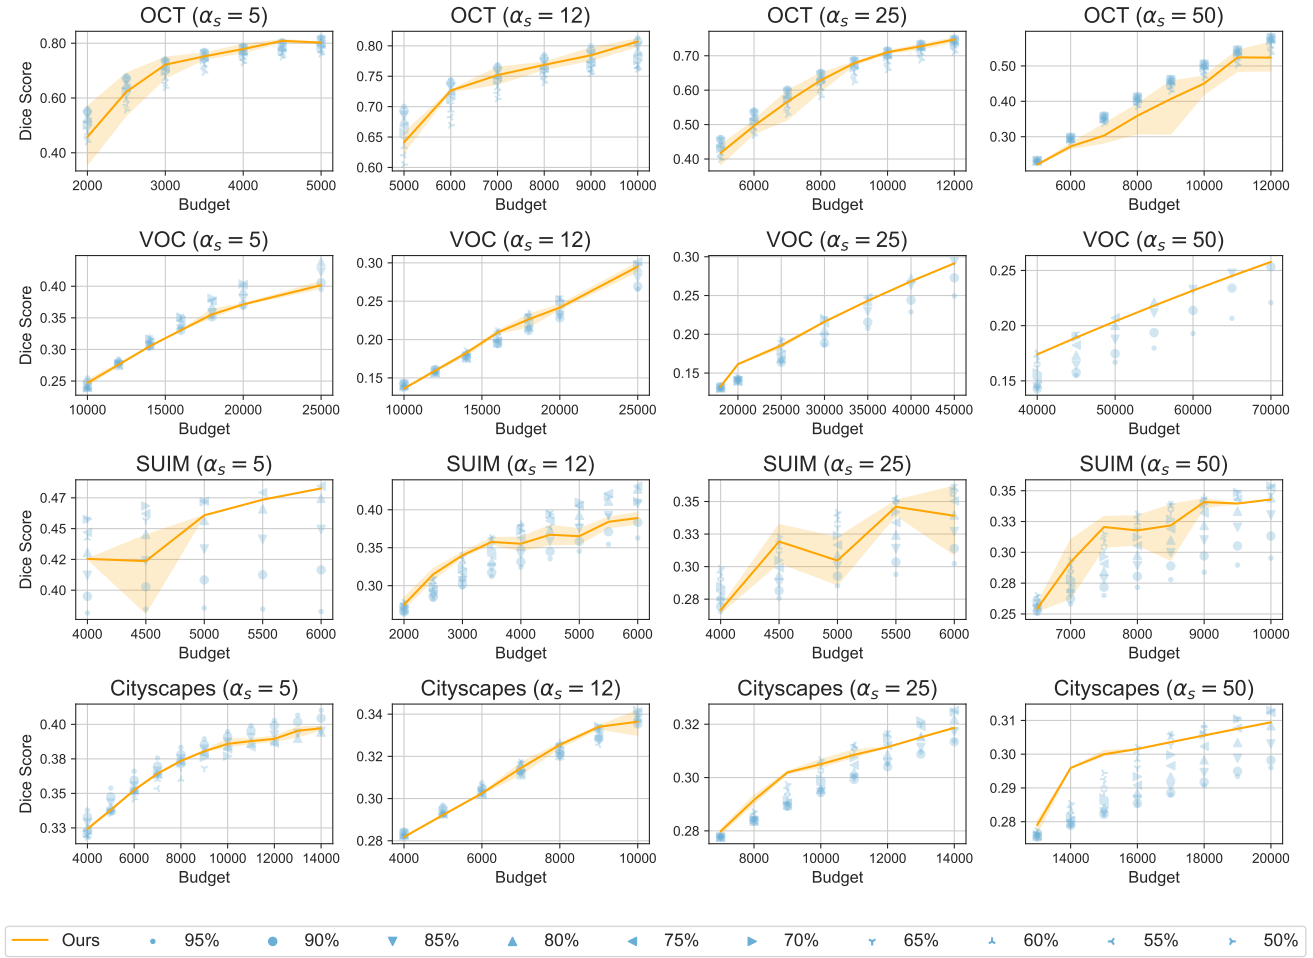 OCT (αs = 5)
OCT (αs = 12)
OCT (αs = 25)
OCT (αs = 50)
Dice Score
0.80
0.60
0.40
2000 3000 4000 5000
Budget
0.80
0.75
0.70
0.65
0.60
5000 6000 7000 8000 9000 10000
Budget
0.70
0.60
0.50
0.40
6000 8000 10000 12000
Budget
0.50
0.40
0.30
6000 8000 10000 12000
Budget
VOC (αs = 5)
VOC (αs = 12)
VOC (αs = 25)
VOC (αs = 50)
Dice Score
0.40
0.35
0.30
0.25
10000 15000 20000 25000
Budget
0.30
0.25
0.20
0.15
10000 15000 20000 25000
Budget
0.30
0.25
0.20
0.15
20000 25000 30000 35000 40000 45000
Budget
0.25
0.20
0.15
40000 50000 60000 70000
Budget
SUIM (αs = 5)
SUIM (αs = 12)
SUIM (αs = 25)
SUIM (αs = 50)
Dice Score
0.47
0.45
0.42
0.40
4000 4500 5000 5500 6000
Budget
0.40
0.35
0.30
2000 3000 4000 5000 6000
Budget
0.35
0.33
0.30
0.28
4000 4500 5000 5500 6000
Budget
0.35
0.33
0.30
0.28
0.25
7000 8000 9000 10000
Budget
Cityscapes (αs = 5)
Cityscapes (αs = 12)
Cityscapes (αs = 25)
Cityscapes (αs = 50)
Dice Score
0.40
0.38
0.35
0.33
4000 6000 8000 10000 12000 14000
Budget
0.34
0.32
0.30
0.28
4000 6000 8000 10000
Budget
0.32
0.30
0.28
8000 10000 12000 14000
Budget
0.31
0.30
0.29
0.28
14000 16000 18000 20000
Budget
Ours 95% 90% 85% 80% 75% 70% 65% 60% 55% 50%